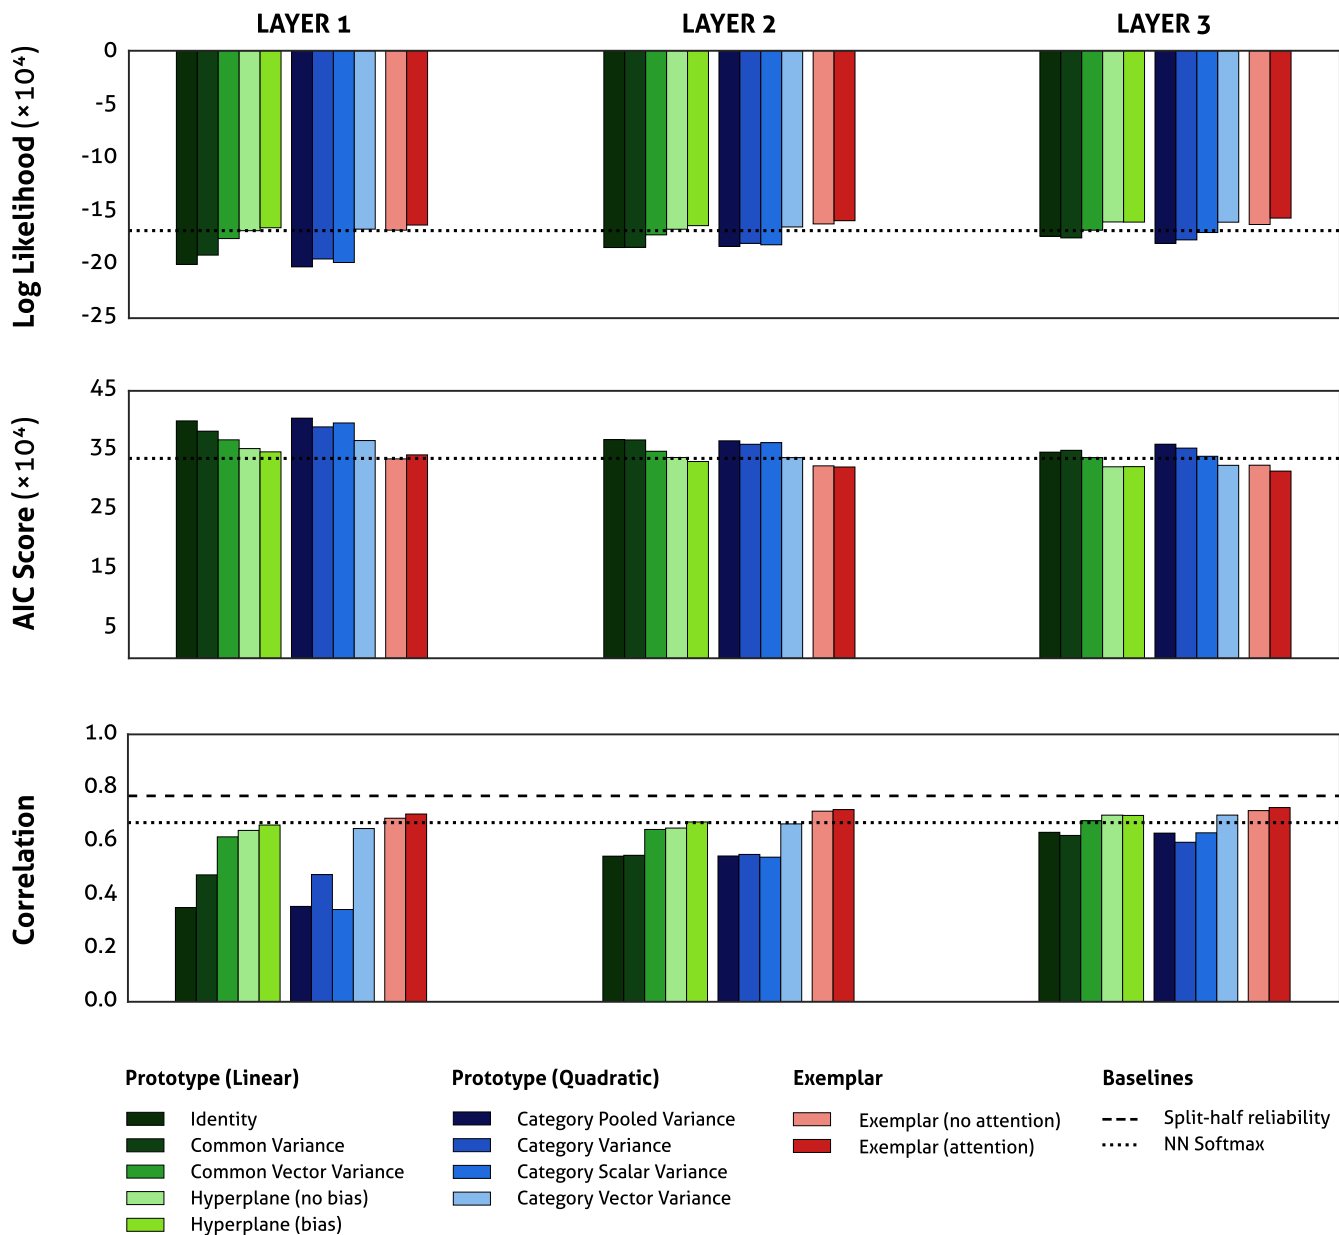 LAYER 1 LAYER 2 LAYER 3
Log Likelihood (×10⁴)
0
-5
-10
-15
-20
-25
AIC Score (×10⁴)
45
35
25
15
5
Correlation
1.0
0.8
0.6
0.4
0.2
0.0
Prototype (Linear)
Identity
Common Variance
Common Vector Variance
Hyperplane (no bias)
Hyperplane (bias)
Prototype (Quadratic)
Category Pooled Variance
Category Variance
Category Scalar Variance
Category Vector Variance
Exemplar
Exemplar (no attention)
Exemplar (attention)
Baselines
Split-half reliability
NN Softmax